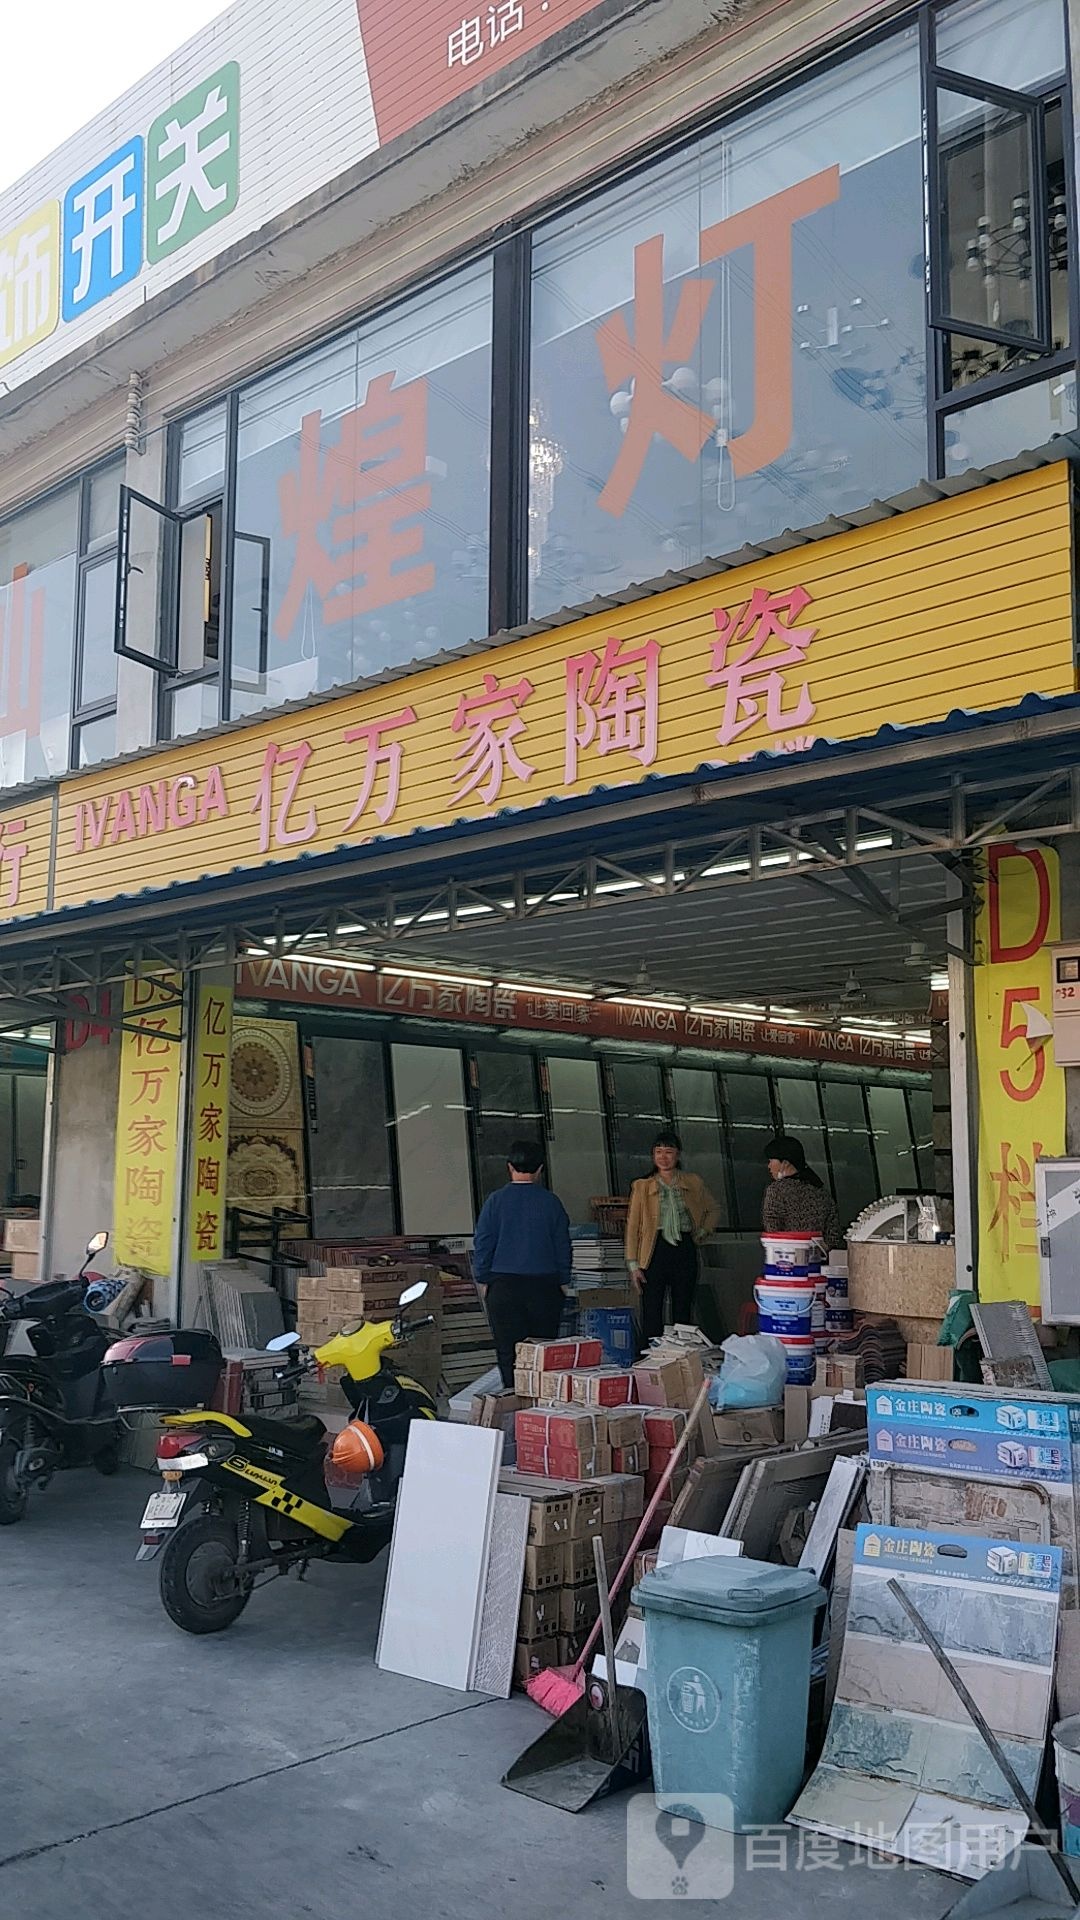 电话:
饰开关
山煌灯
行
IVANGA 亿万家陶瓷
IVANGA 亿万家陶瓷 让爱回家
IVANGA 亿万家陶瓷 让爱回家
IVANGA 亿万家陶瓷
D4
D5
亿万家陶瓷
亿万家陶瓷
D5档
金庄陶瓷
金庄陶瓷
金庄陶瓷
6
百度地图用户